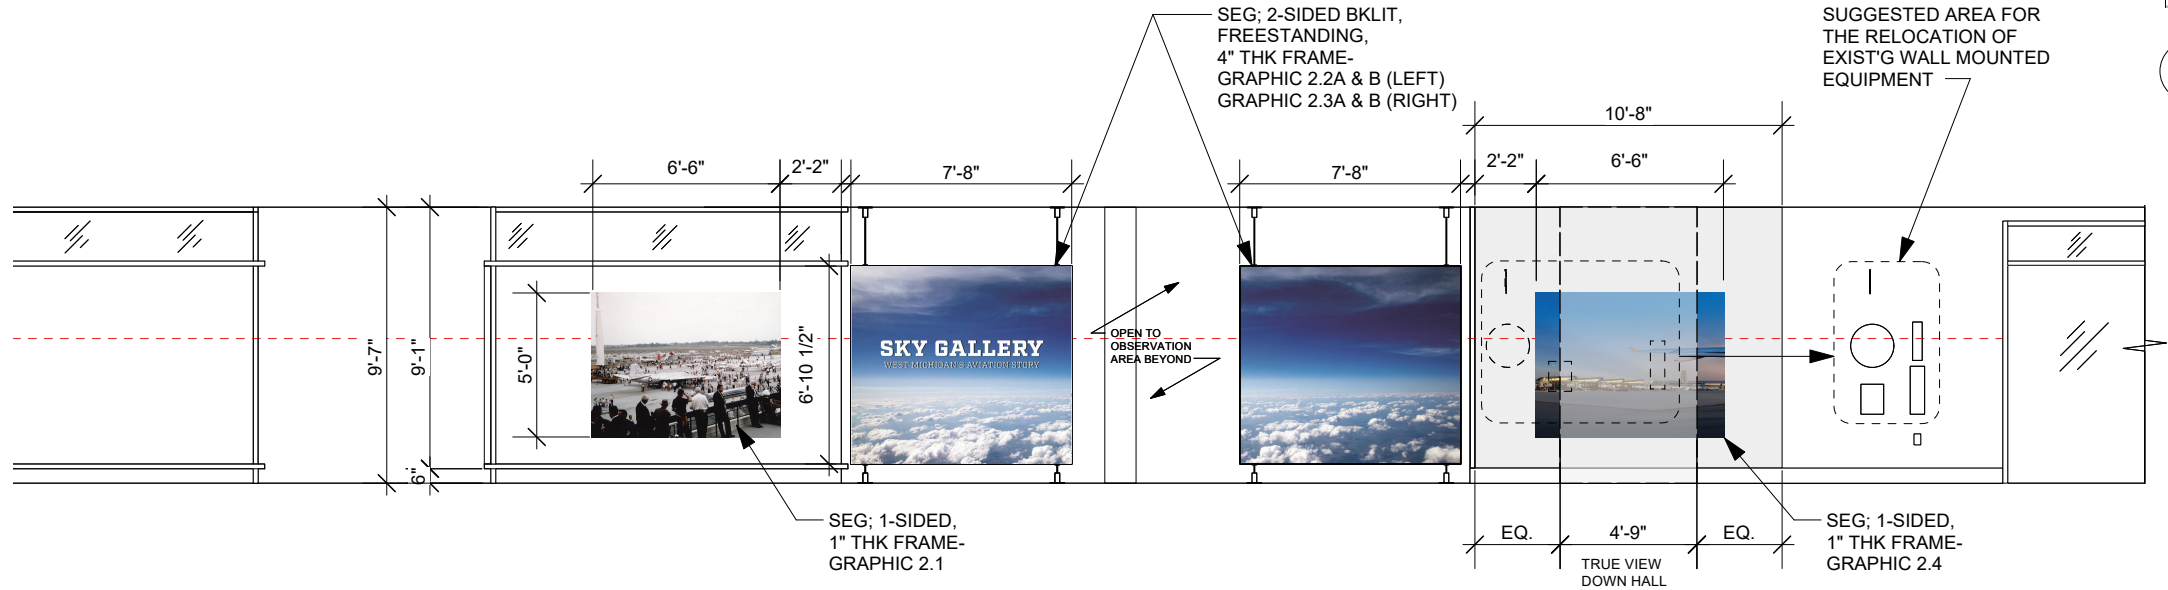 SEG; 2-SIDED BKLIT,
FREESTANDING,
4" THK FRAME-
GRAPHIC 2.2A & B (LEFT)
GRAPHIC 2.3A & B (RIGHT)
SUGGESTED AREA FOR
THE RELOCATION OF
EXIST'G WALL MOUNTED
EQUIPMENT
10'-8"
6'-6"
2'-2"
7'-8"
7'-8"
2'-2"
6'-6"
9'-7"
9'-1"
6"
5'-0"
6'-10 1/2"
SKY GALLERY
WEST MICHIGAN'S AVIATION STORY
OPEN TO
OBSERVATION
AREA BEYOND
SEG; 1-SIDED,
1" THK FRAME-
GRAPHIC 2.1
EQ.
4'-9"
EQ.
TRUE VIEW
DOWN HALL
SEG; 1-SIDED,
1" THK FRAME-
GRAPHIC 2.4